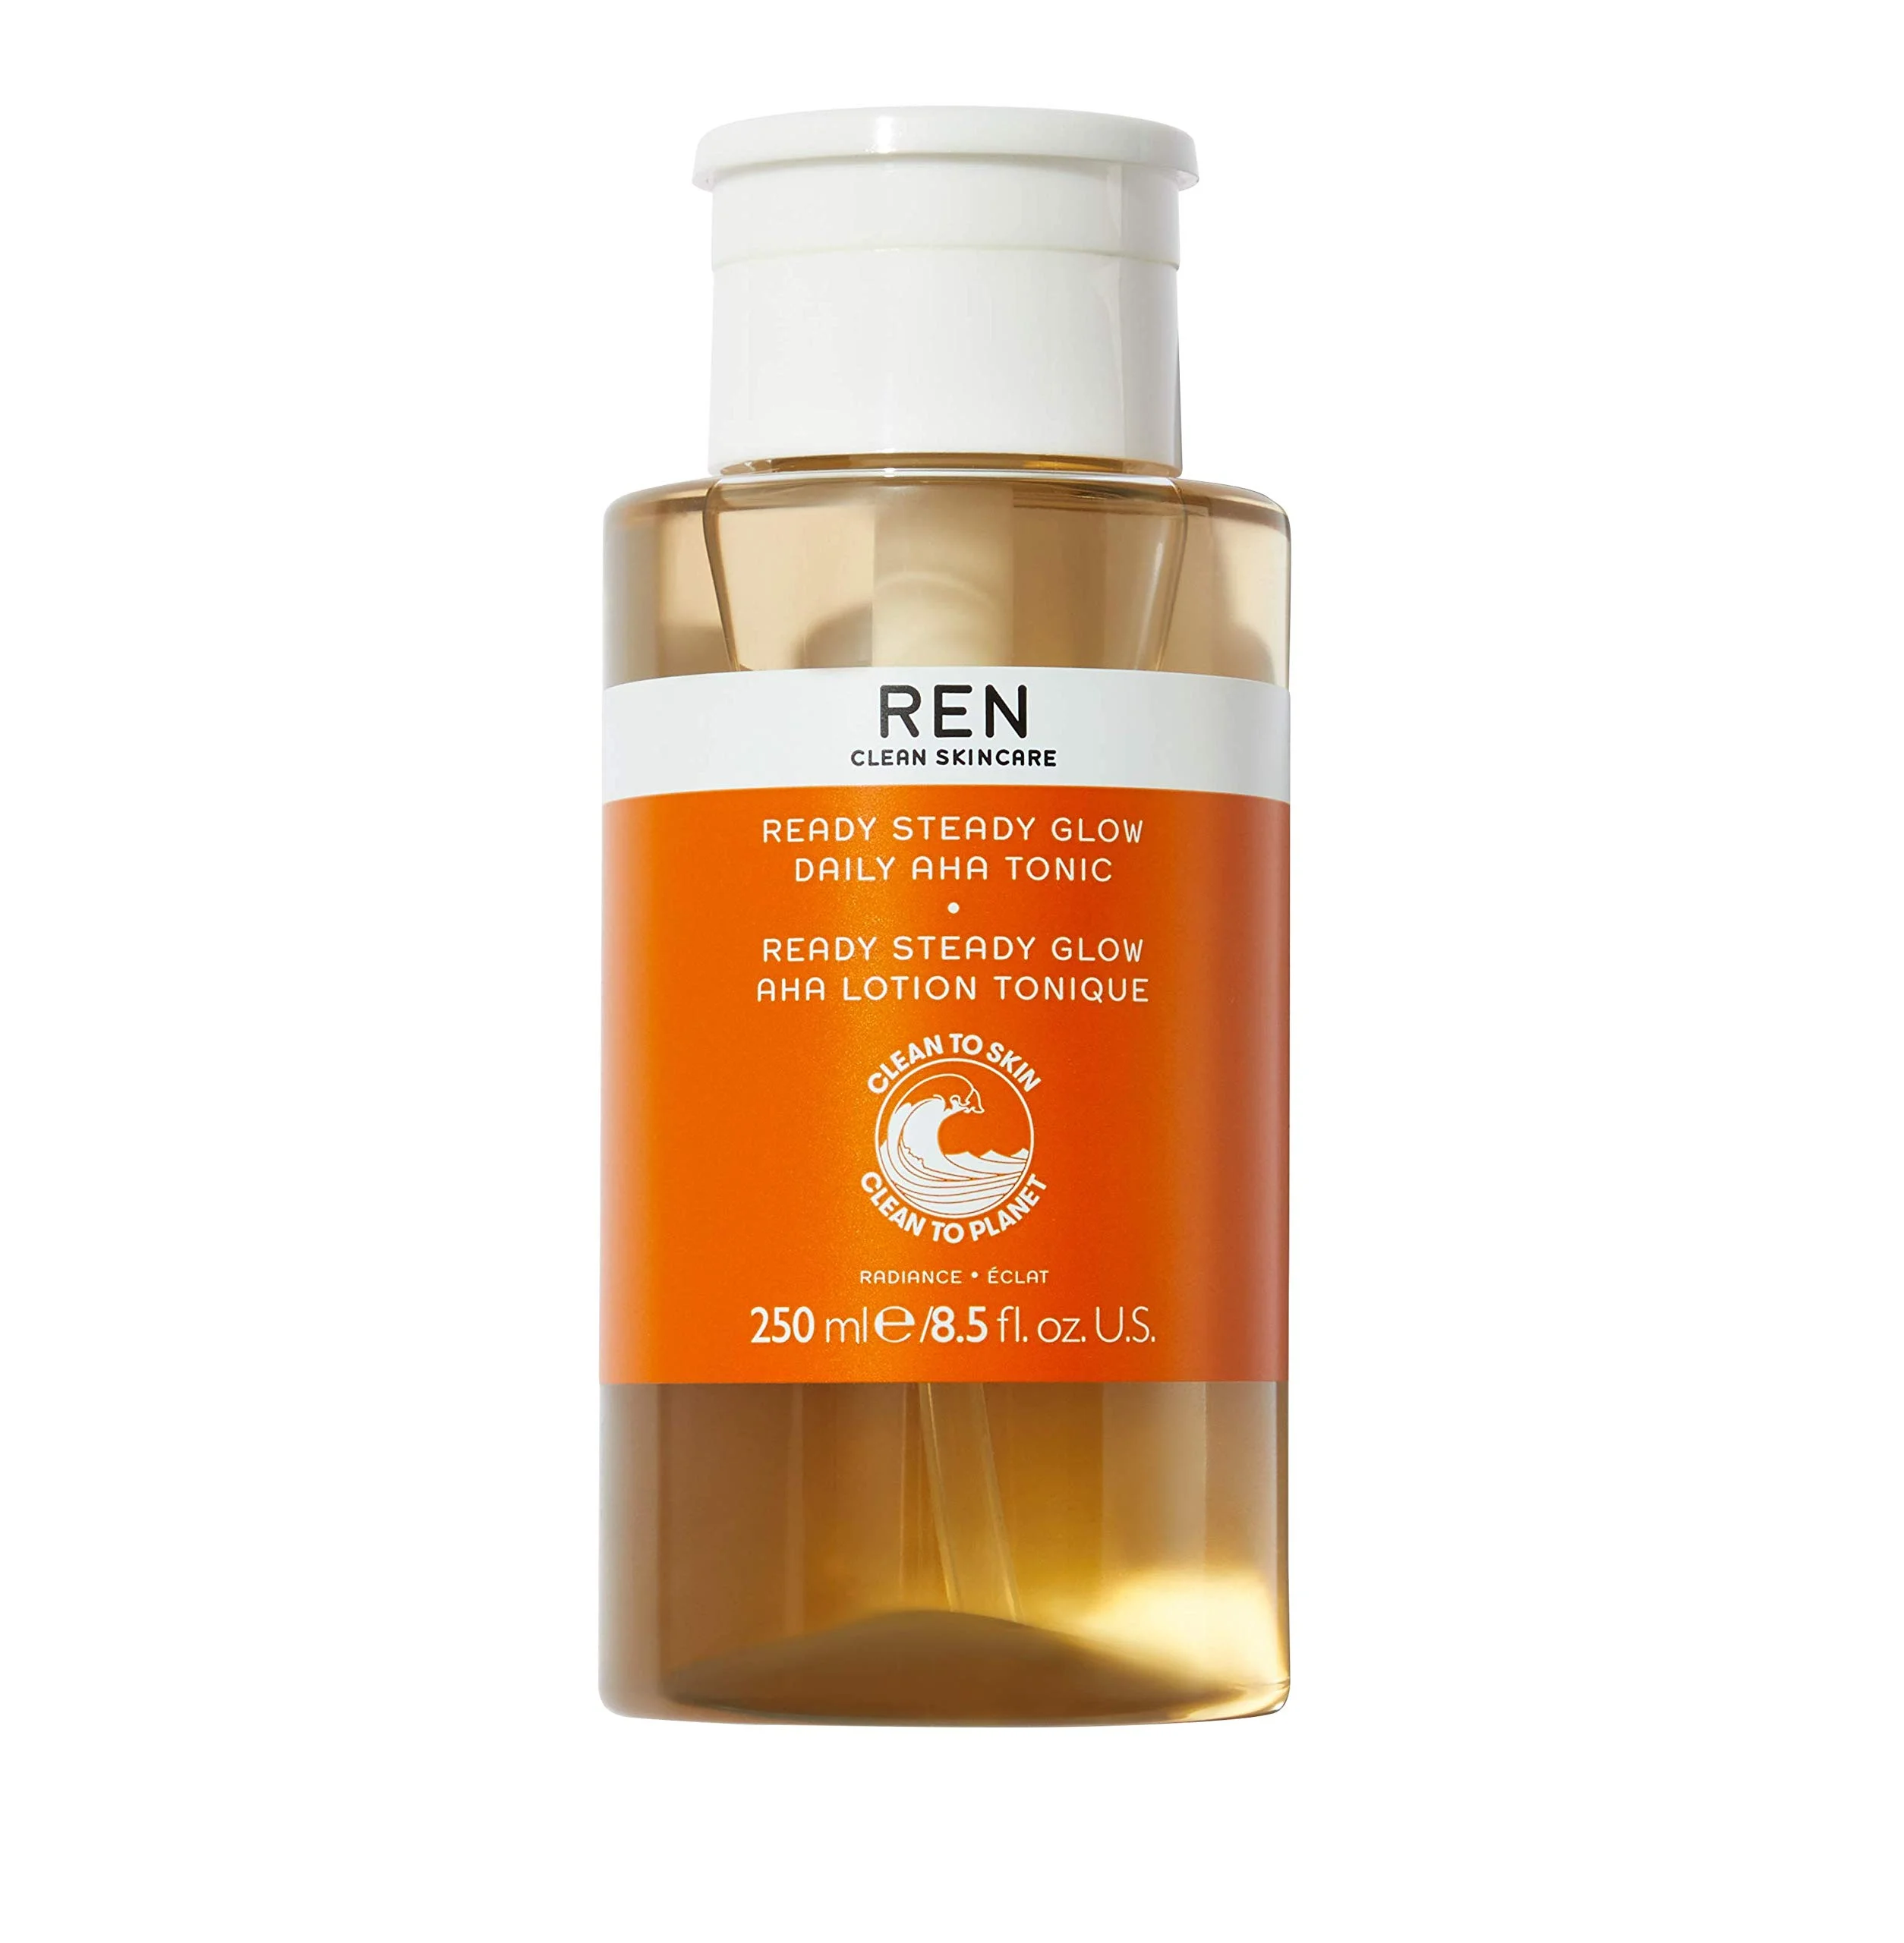 REN
CLEAN SKINCARE
READY STEADY GLOW
DAILY AHA TONIC
•
READY STEADY GLOW
AHA LOTION TONIQUE
CLEAN TO SKIN
CLEAN TO PLANET
RADIANCE • ÉCLAT
250 ml℮/8.5 fl. oz. U.S.